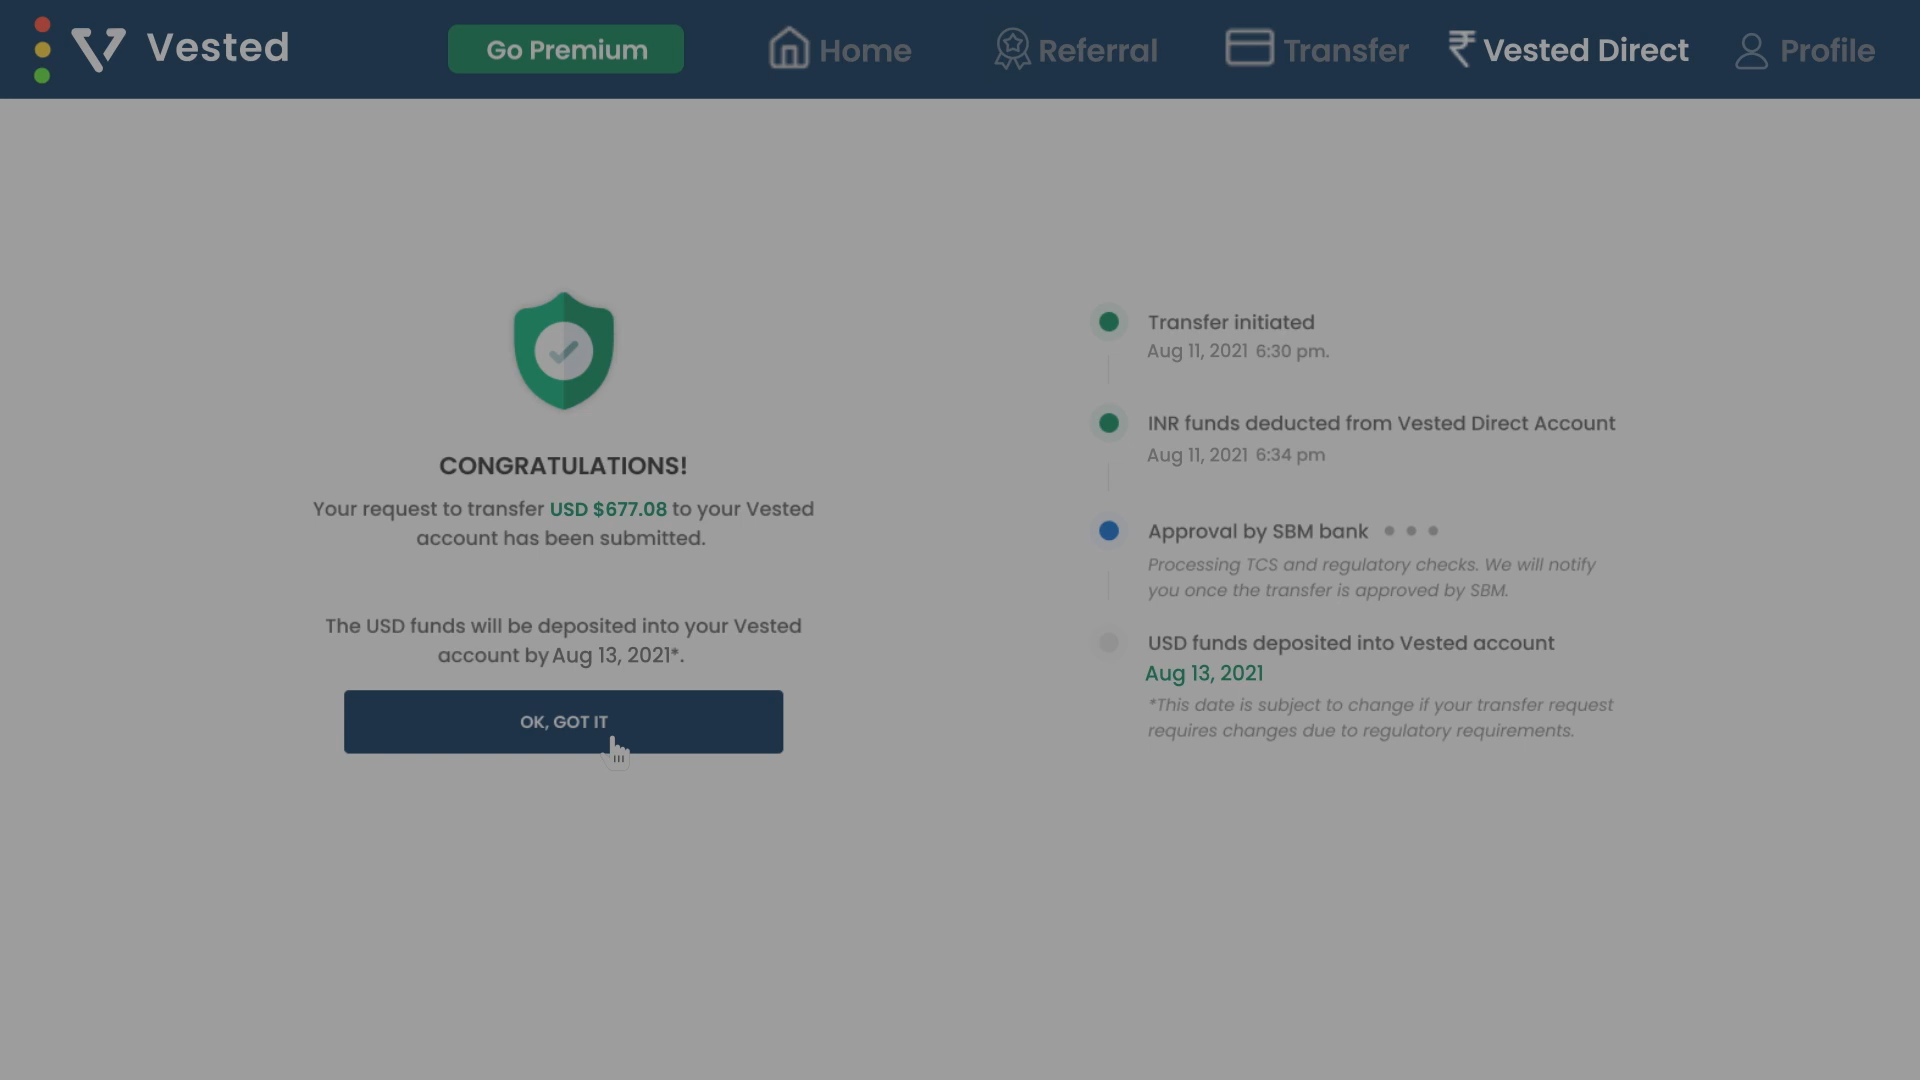 Vested
Go Premium
Home
Referral
Transfer
₹ Vested Direct
Profile
CONGRATULATIONS!
Your request to transfer USD $677.08 to your Vested
account has been submitted.
The USD funds will be deposited into your Vested
account by Aug 13, 2021*.
OK, GOT IT
Transfer initiated
Aug 11, 2021 6:30 pm.
INR funds deducted from Vested Direct Account
Aug 11, 2021 6:34 pm
Approval by SBM bank
Processing TCS and regulatory checks. We will notify
you once the transfer is approved by SBM.
USD funds deposited into Vested account
Aug 13, 2021
*This date is subject to change if your transfer request
requires changes due to regulatory requirements.